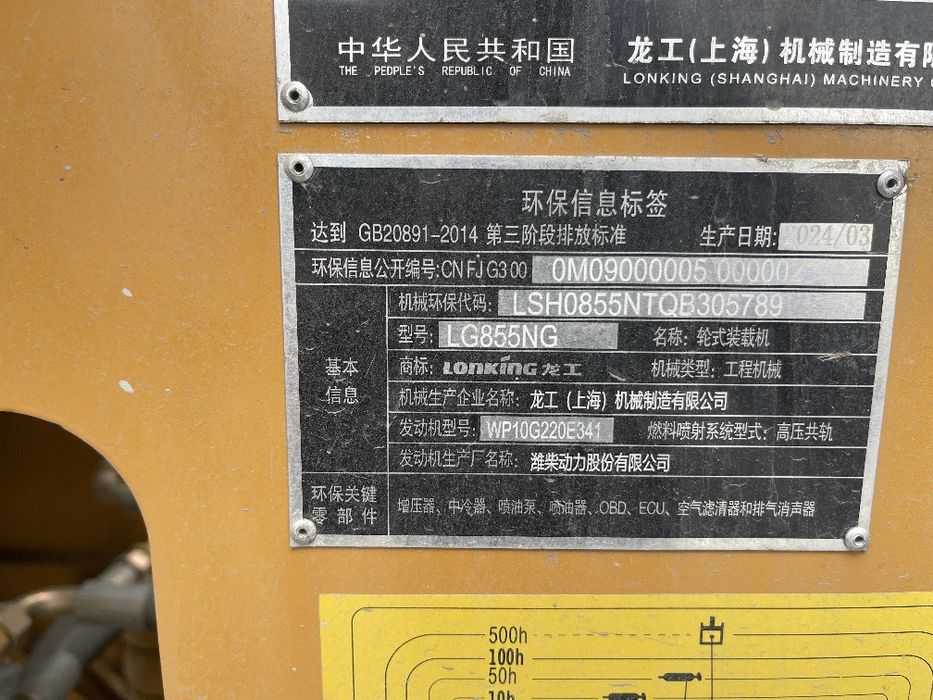 中华人民共和国 龙工(上海)机械制造有
THE PEOPLE'S REPUBLIC OF CHINA LONKING (SHANGHAI) MACHINERY
环保信息标签
达到 GB20891-2014 第三阶段排放标准 生产日期: 024/03
环保信息公开编号:CN FJ G3 00 0M09000005 00000
机械环保代码: LSH0855NTQB305789
型号: LG855NG 名称: 轮式装载机
基本信息 商标: LONKING 龙工 机械类型: 工程机械
机械生产企业名称: 龙工(上海)机械制造有限公司
发动机型号: WP10G220E341 燃料喷射系统型式: 高压共轨
发动机生产厂名称: 潍柴动力股份有限公司
环保关键零部件 增压器、中冷器、喷油泵、喷油器、OBD、ECU、空气滤清器和排气消声器
500h
100h
50h
10h